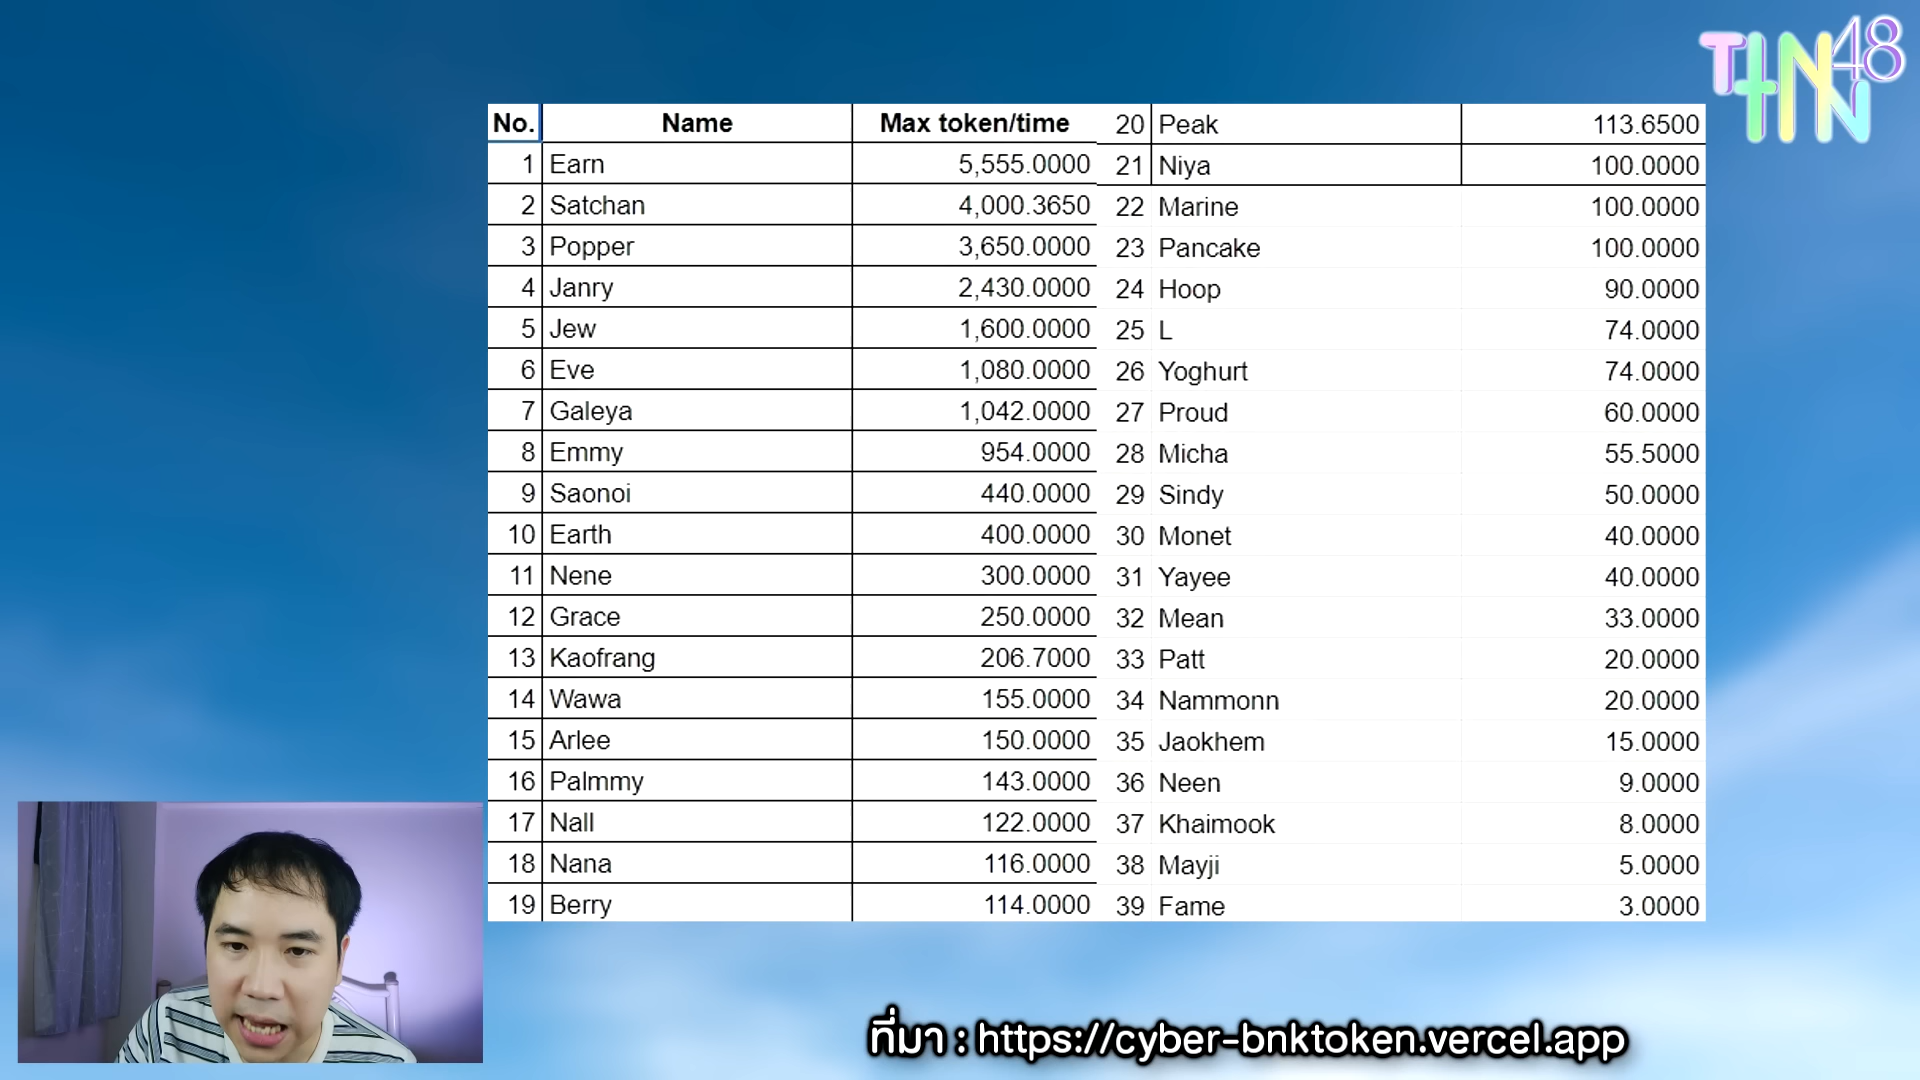 TIN TIN 48
No. Name Max token/time
1 Earn 5,555.0000
2 Satchan 4,000.3650
3 Popper 3,650.0000
4 Janry 2,430.0000
5 Jew 1,600.0000
6 Eve 1,080.0000
7 Galeya 1,042.0000
8 Emmy 954.0000
9 Saonoi 440.0000
10 Earth 400.0000
11 Nene 300.0000
12 Grace 250.0000
13 Kaofrang 206.7000
14 Wawa 155.0000
15 Arlee 150.0000
16 Palmmy 143.0000
17 Nall 122.0000
18 Nana 116.0000
19 Berry 114.0000
20 Peak 113.6500
21 Niya 100.0000
22 Marine 100.0000
23 Pancake 100.0000
24 Hoop 90.0000
25 L 74.0000
26 Yoghurt 74.0000
27 Proud 60.0000
28 Micha 55.5000
29 Sindy 50.0000
30 Monet 40.0000
31 Yayee 40.0000
32 Mean 33.0000
33 Patt 20.0000
34 Nammonn 20.0000
35 Jaokhem 15.0000
36 Neen 9.0000
37 Khaimook 8.0000
38 Mayji 5.0000
39 Fame 3.0000
ที่มา : https://cyber-bnktoken.vercel.app